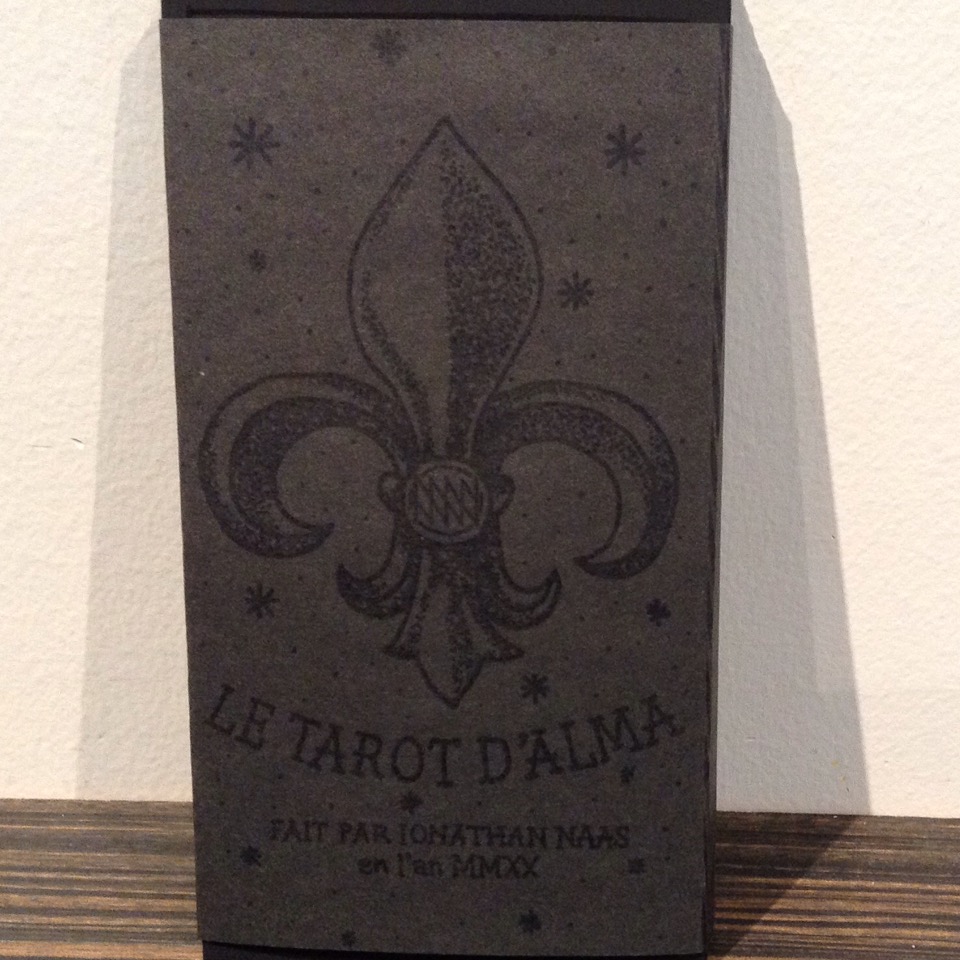 LE TAROT D'ALMA
FAIT PAR IONATHAN NAAS
en l'an MMXX